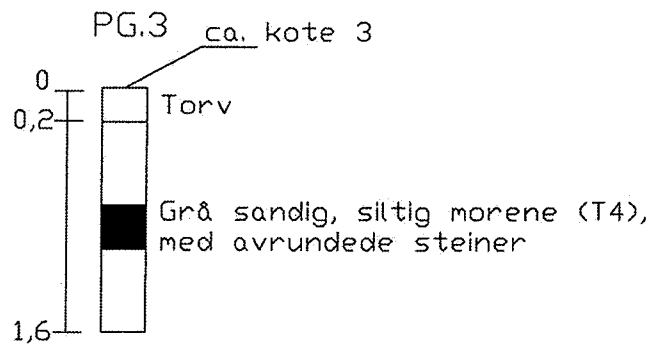 PG.3
ca. kote 3
0
Torv
0,2
Grå sandig, siltig morene (T4),
med avrundede steiner
1,6